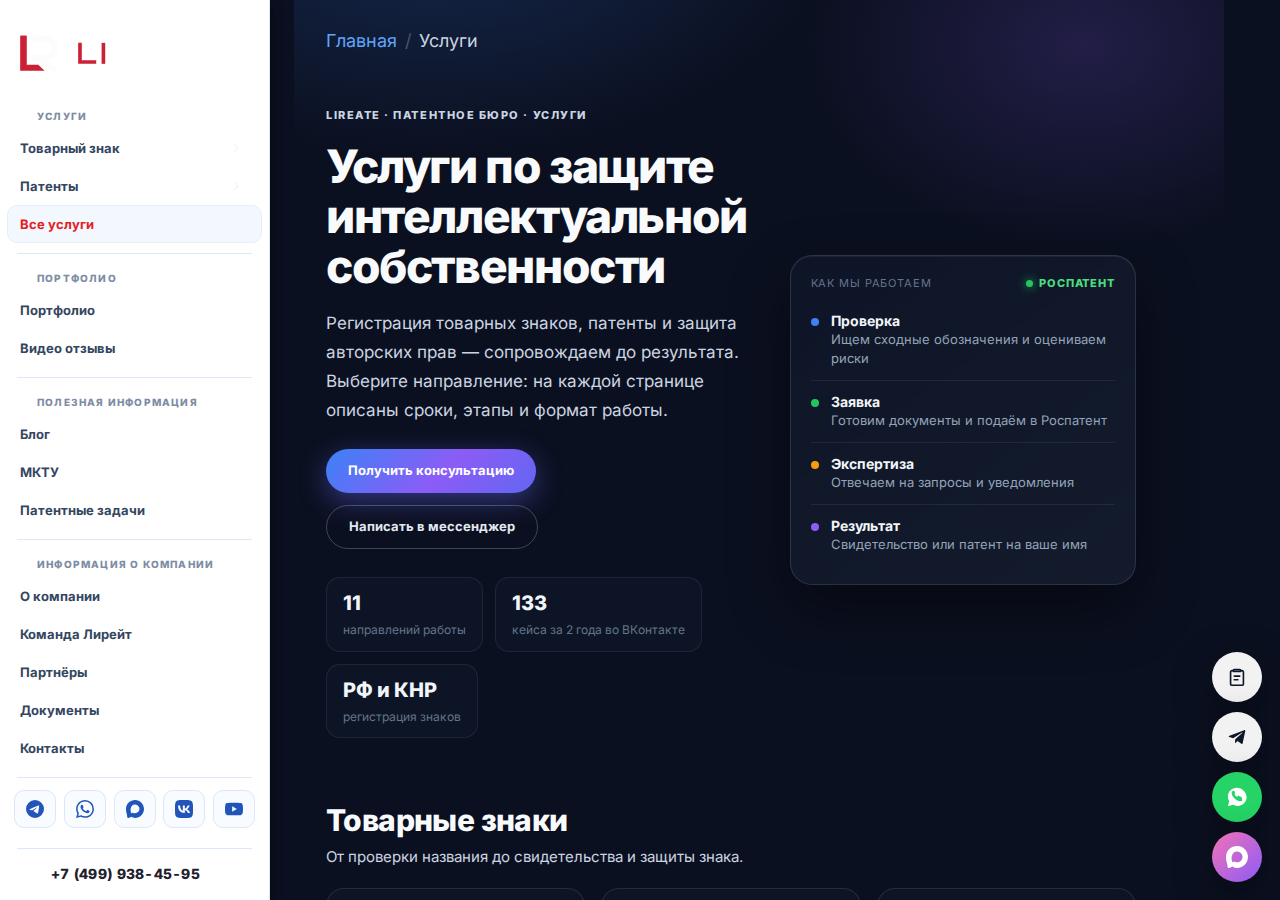 LI
УСЛУГИ
Товарный знак
Патенты
Все услуги
ПОРТФОЛИО
Портфолио
Видео отзывы
ПОЛЕЗНАЯ ИНФОРМАЦИЯ
Блог
МКТУ
Патентные задачи
ИНФОРМАЦИЯ О КОМПАНИИ
О компании
Команда Лирейт
Партнёры
Документы
Контакты
+7 (499) 938-45-95
Главная / Услуги
LIREATE · ПАТЕНТНОЕ БЮРО · УСЛУГИ
Услуги по защите
интеллектуальной
собственности
Регистрация товарных знаков, патенты и защита
авторских прав — сопровождаем до результата.
Выберите направление: на каждой странице
описаны сроки, этапы и формат работы.
Получить консультацию
Написать в мессенджер
11
направлений работы
133
кейса за 2 года во ВКонтакте
РФ и КНР
регистрация знаков
КАК МЫ РАБОТАЕМ
РОСПАТЕНТ
Проверка
Ищем сходные обозначения и оцениваем
риски
Заявка
Готовим документы и подаём в Роспатент
Экспертиза
Отвечаем на запросы и уведомления
Результат
Свидетельство или патент на ваше имя
Товарные знаки
От проверки названия до свидетельства и защиты знака.